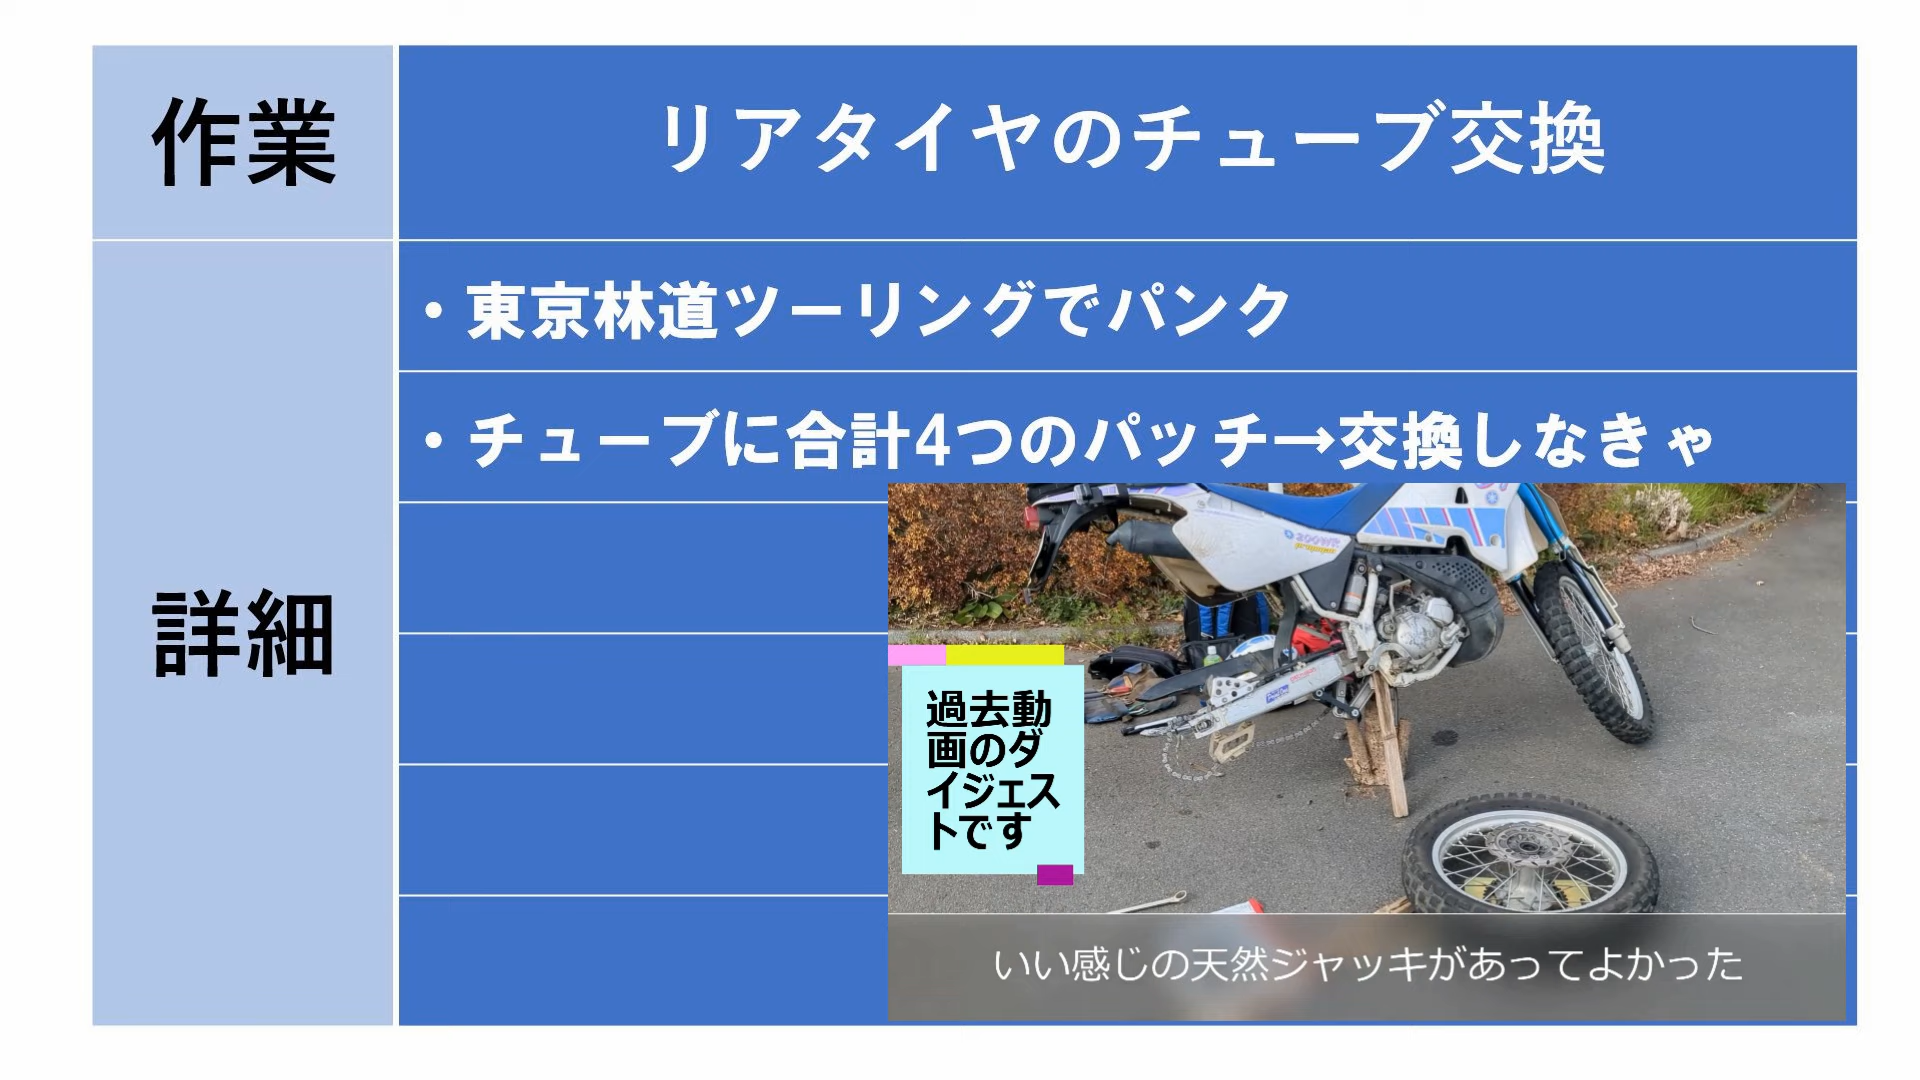 作業
リアタイヤのチューブ交換
詳細
・東京林道ツーリングでパンク
・チューブに合計4つのパッチ→交換しなきゃ
200WR
過去動
画のダ
イジェス
トです
いい感じの天然ジャッキがあってよかった